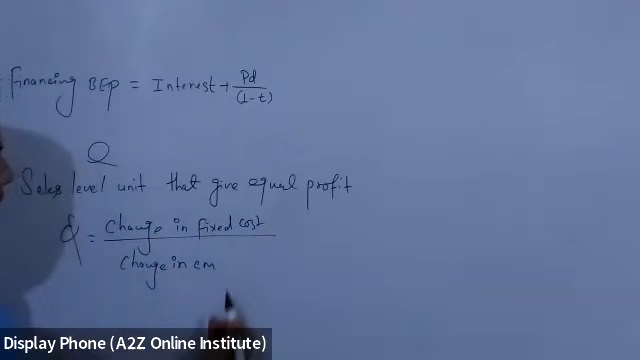 Financing BEP = Interest + Pd/(1-t)
Q
Sales level unit that give equal profit
Q = Change in fixed cost / Change in cm
Display Phone (A2Z Online Institute)